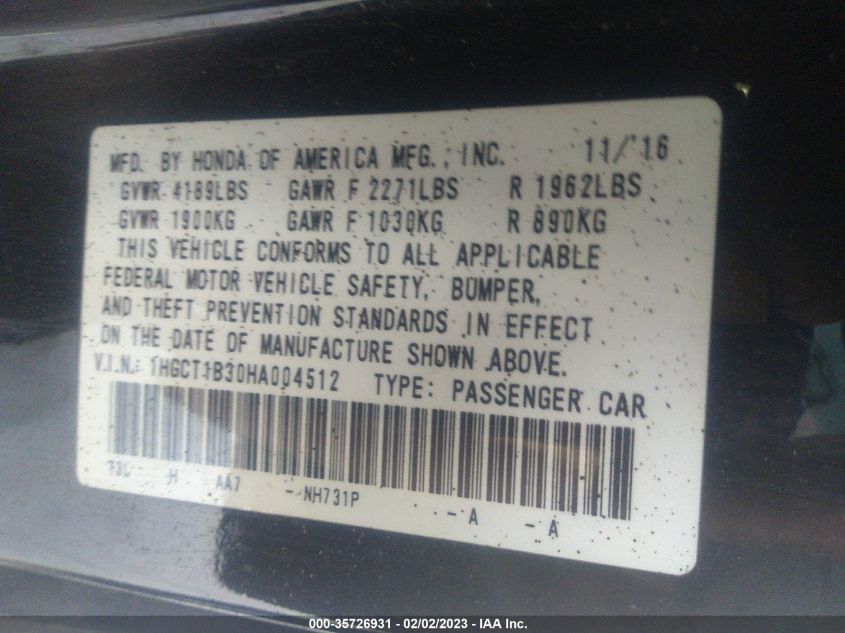 MFD. BY HONDA OF AMERICA MFG., INC. 11/'16
GVWR 4189LBS GAWR F 2271LBS R 1962LBS
GVWR 1900KG GAWR F 1030KG R 890KG
THIS VEHICLE CONFORMS TO ALL APPLICABLE
FEDERAL MOTOR VEHICLE SAFETY, BUMPER,
AND THEFT PREVENTION STANDARDS IN EFFECT
ON THE DATE OF MANUFACTURE SHOWN ABOVE.
V.I.N.: 1HGCT1B30HA004512 TYPE: PASSENGER CAR
H AA7 - NH731P - A - A
000-35726931 - 02/02/2023 - IAA Inc.